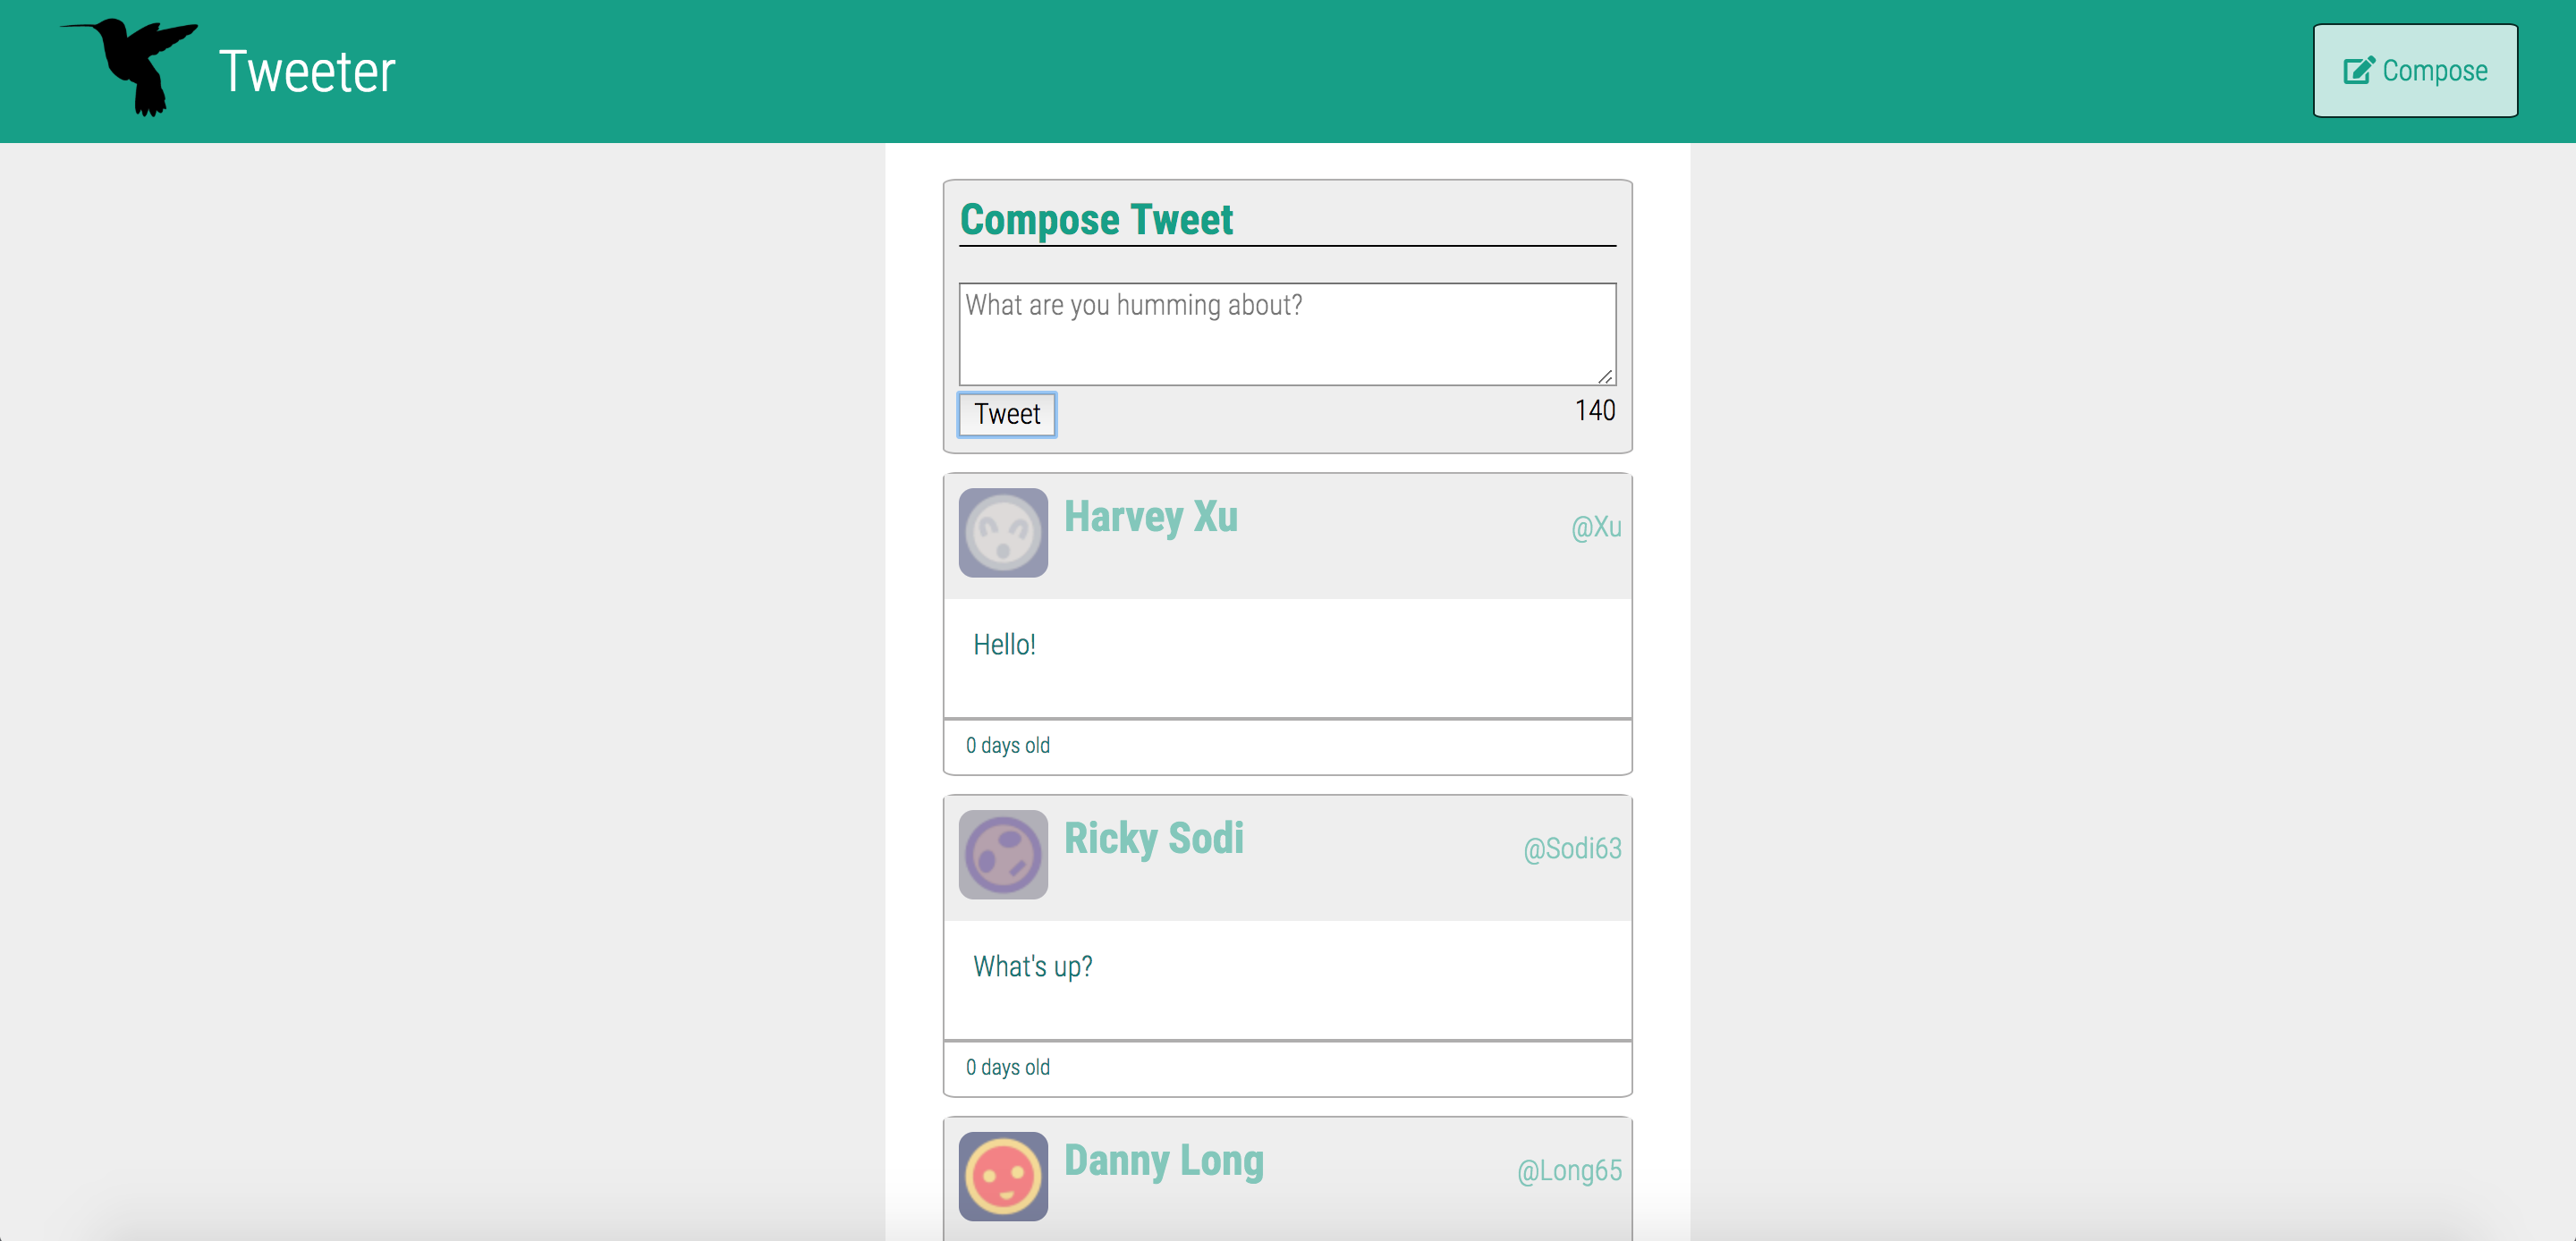 Tweeter
Compose
Compose Tweet
What are you humming about?
Tweet
140
Harvey Xu
@Xu
Hello!
0 days old
Ricky Sodi
@Sodi63
What's up?
0 days old
Danny Long
@Long65